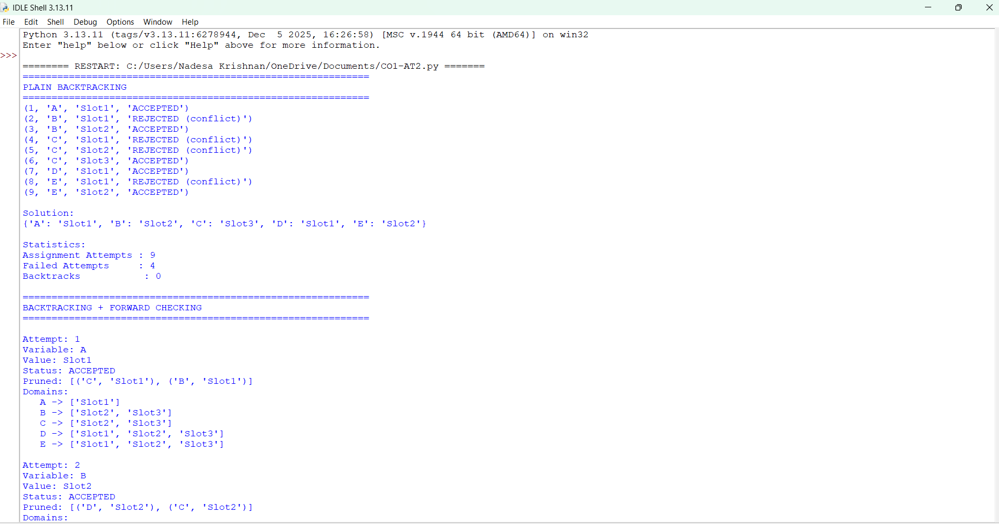 IDLE Shell 3.13.11
File Edit Shell Debug Options Window Help
Python 3.13.11 (tags/v3.13.11:6278944, Dec  5 2025, 16:26:58) [MSC v.1944 64 bit (AMD64)] on win32
Enter "help" below or click "Help" above for more information.
>>>
======== RESTART: C:/Users/Nadesa Krishnan/OneDrive/Documents/CO1-AT2.py =======
============================================================
PLAIN BACKTRACKING
============================================================
(1, 'A', 'Slot1', 'ACCEPTED')
(2, 'B', 'Slot1', 'REJECTED (conflict)')
(3, 'B', 'Slot2', 'ACCEPTED')
(4, 'C', 'Slot1', 'REJECTED (conflict)')
(5, 'C', 'Slot2', 'REJECTED (conflict)')
(6, 'C', 'Slot3', 'ACCEPTED')
(7, 'D', 'Slot1', 'ACCEPTED')
(8, 'E', 'Slot1', 'REJECTED (conflict)')
(9, 'E', 'Slot2', 'ACCEPTED')
Solution:
{'A': 'Slot1', 'B': 'Slot2', 'C': 'Slot3', 'D': 'Slot1', 'E': 'Slot2'}
Statistics:
Assignment Attempts : 9
Failed Attempts     : 4
Backtracks           : 0
============================================================
BACKTRACKING + FORWARD CHECKING
============================================================
Attempt: 1
Variable: A
Value: Slot1
Status: ACCEPTED
Pruned: [('C', 'Slot1'), ('B', 'Slot1')]
Domains:
   A -> ['Slot1']
   B -> ['Slot2', 'Slot3']
   C -> ['Slot2', 'Slot3']
   D -> ['Slot1', 'Slot2', 'Slot3']
   E -> ['Slot1', 'Slot2', 'Slot3']
Attempt: 2
Variable: B
Value: Slot2
Status: ACCEPTED
Pruned: [('D', 'Slot2'), ('C', 'Slot2')]
Domains: